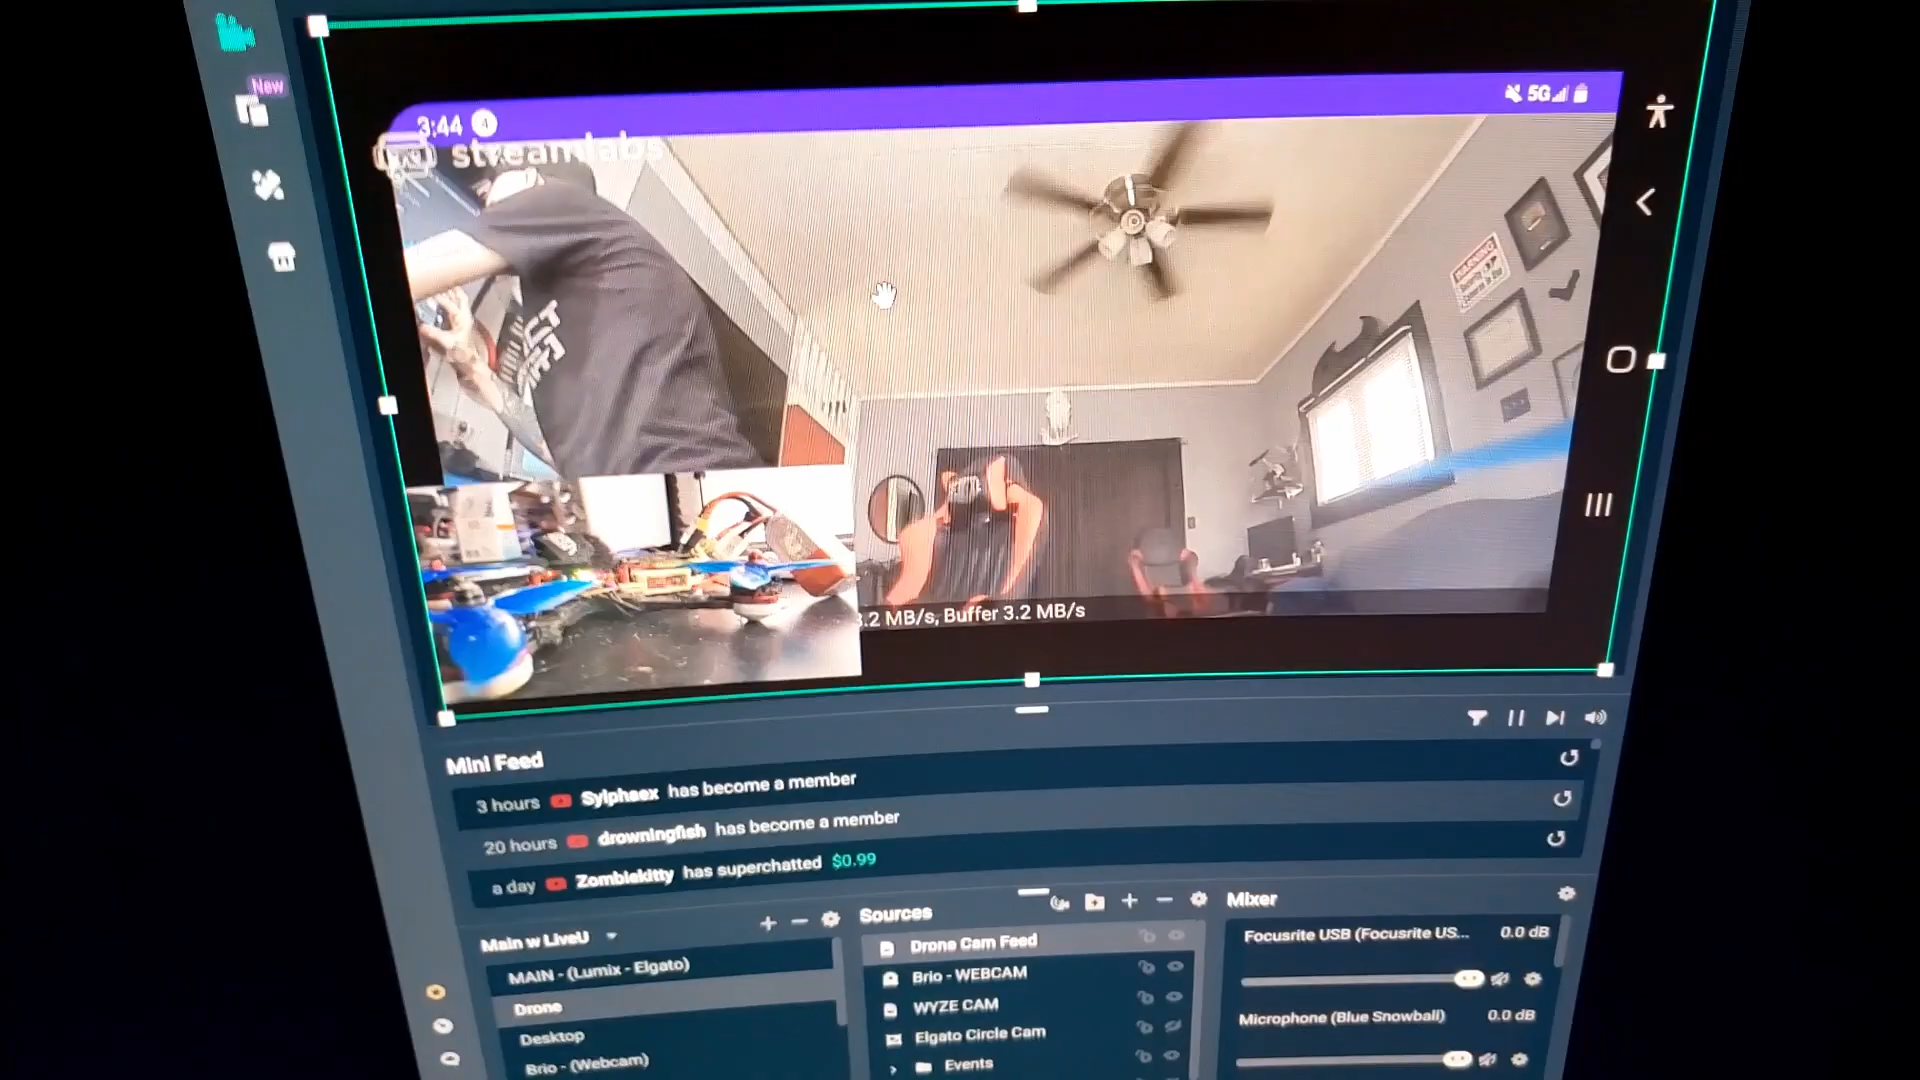 New
3:44
5G
streamlabs
WARNING
.2 MB/s, Buffer 3.2 MB/s
Mini Feed
3 hours Sylphaex has become a member
20 hours drowningfish has become a member
a day Zombiekitty has superchatted $0.99
Main w LiveU
MAIN - (Lumix - Elgato)
Drone
Desktop
Brio - (Webcam)
Sources
Drone Cam Feed
Brio - WEBCAM
WYZE CAM
Elgato Circle Cam
Events
Mixer
Focusrite USB (Focusrite US... 0.0 dB
Microphone (Blue Snowball) 0.0 dB